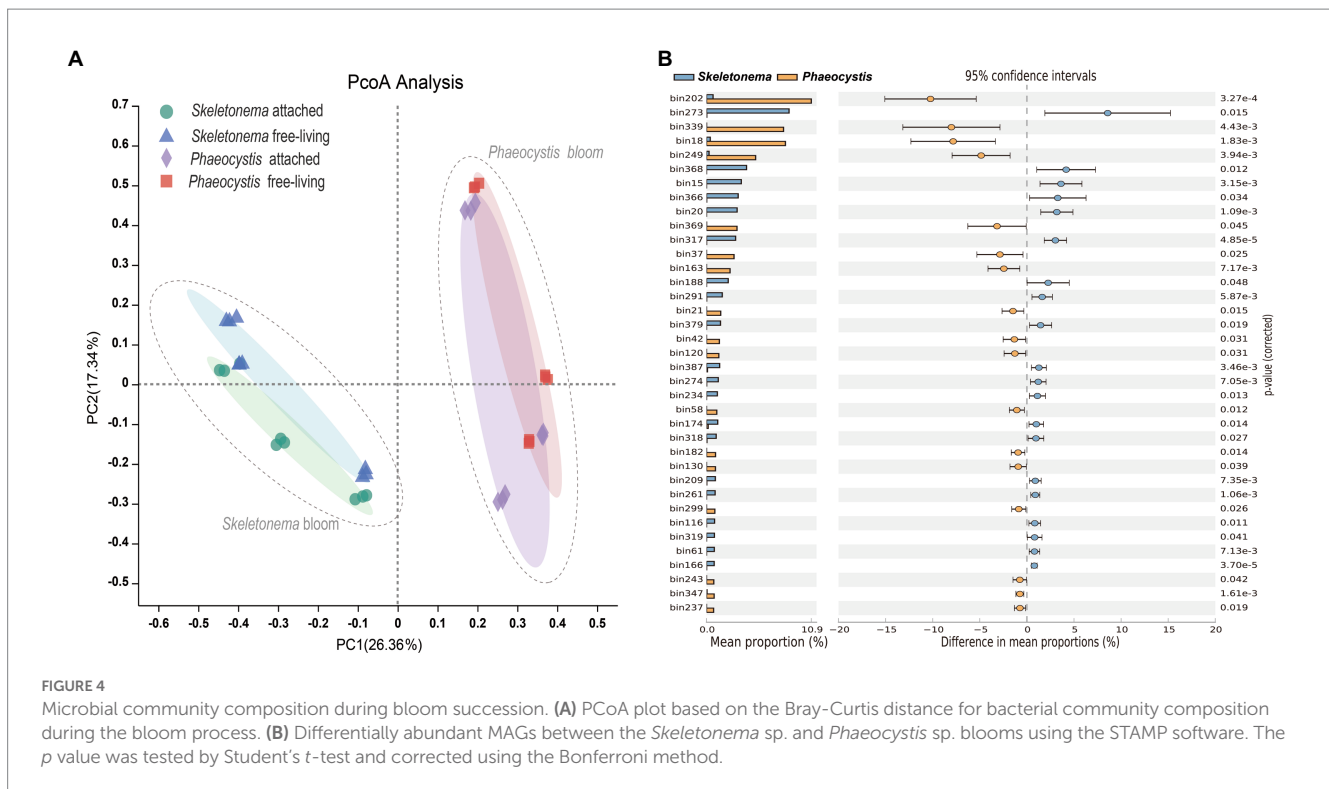 A
PcoA Analysis
Skeletonema attached
Skeletonema free-living
Phaeocystis attached
Phaeocystis free-living
Phaeocystis bloom
Skeletonema bloom
0.7
0.6
0.5
0.4
0.3
0.2
0.1
0
-0.1
-0.2
-0.3
-0.4
-0.5
PC2(17.34%)
-0.6 -0.5 -0.4 -0.3 -0.2 -0.1 0 0.1 0.2 0.3 0.4 0.5
PC1(26.36%)
B
Skeletonema Phaeocystis 95% confidence intervals
bin202 3.27e-4
bin273 0.015
bin339 4.43e-3
bin18 1.83e-3
bin249 3.94e-3
bin368 0.012
bin15 3.15e-3
bin366 0.034
bin20 1.09e-3
bin369 0.045
bin317 4.85e-5
bin37 0.025
bin163 7.17e-3
bin188 0.048
bin291 5.87e-3
bin21 0.015
bin379 0.019
bin42 0.031
bin120 0.031
bin387 3.46e-3
bin274 7.05e-3
bin234 0.013
bin58 0.012
bin174 0.014
bin318 0.027
bin182 0.014
bin130 0.039
bin209 7.35e-3
bin261 1.06e-3
bin299 0.026
bin116 0.011
bin319 0.041
bin61 7.13e-3
bin166 3.70e-5
bin243 0.042
bin347 1.61e-3
bin237 0.019
p-value (corrected)
0.0 10.9 −20 −15 −10 −5 0 5 10 15 20
Mean proportion (%) Difference in mean proportions (%)
FIGURE 4
Microbial community composition during bloom succession. (A) PCoA plot based on the Bray-Curtis distance for bacterial community composition
during the bloom process. (B) Differentially abundant MAGs between the Skeletonema sp. and Phaeocystis sp. blooms using the STAMP software. The
p value was tested by Student's t-test and corrected using the Bonferroni method.